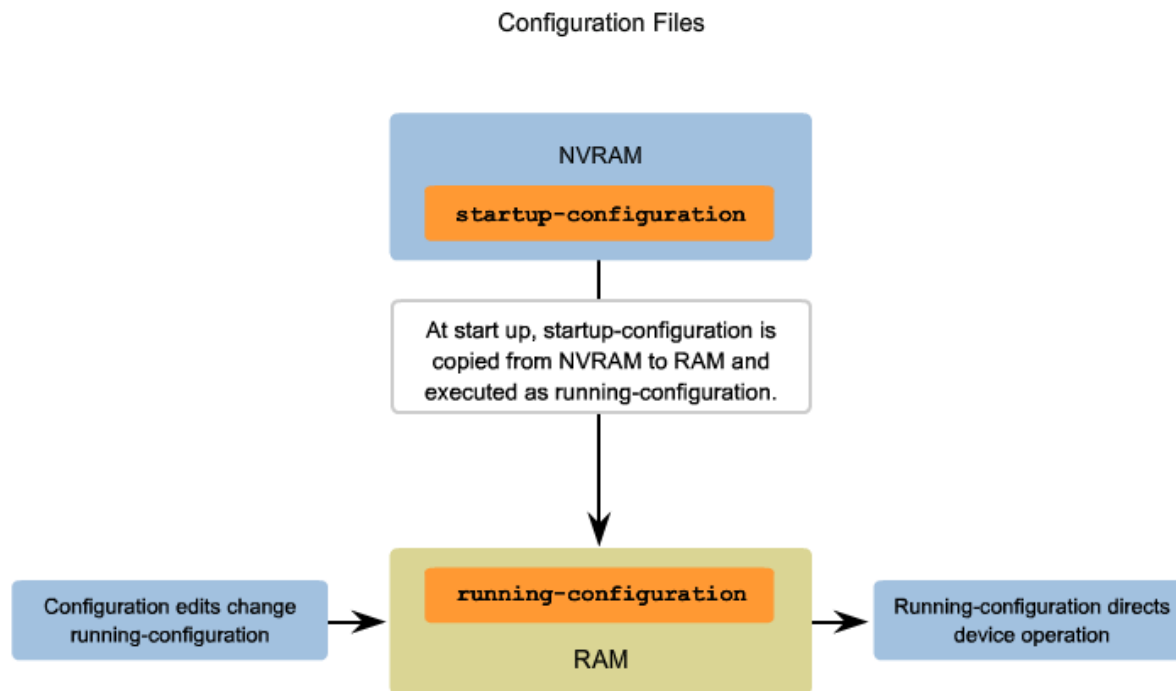 Configuration Files
NVRAM
startup-configuration
At start up, startup-configuration is
copied from NVRAM to RAM and
executed as running-configuration.
Configuration edits change
running-configuration
running-configuration
RAM
Running-configuration directs
device operation